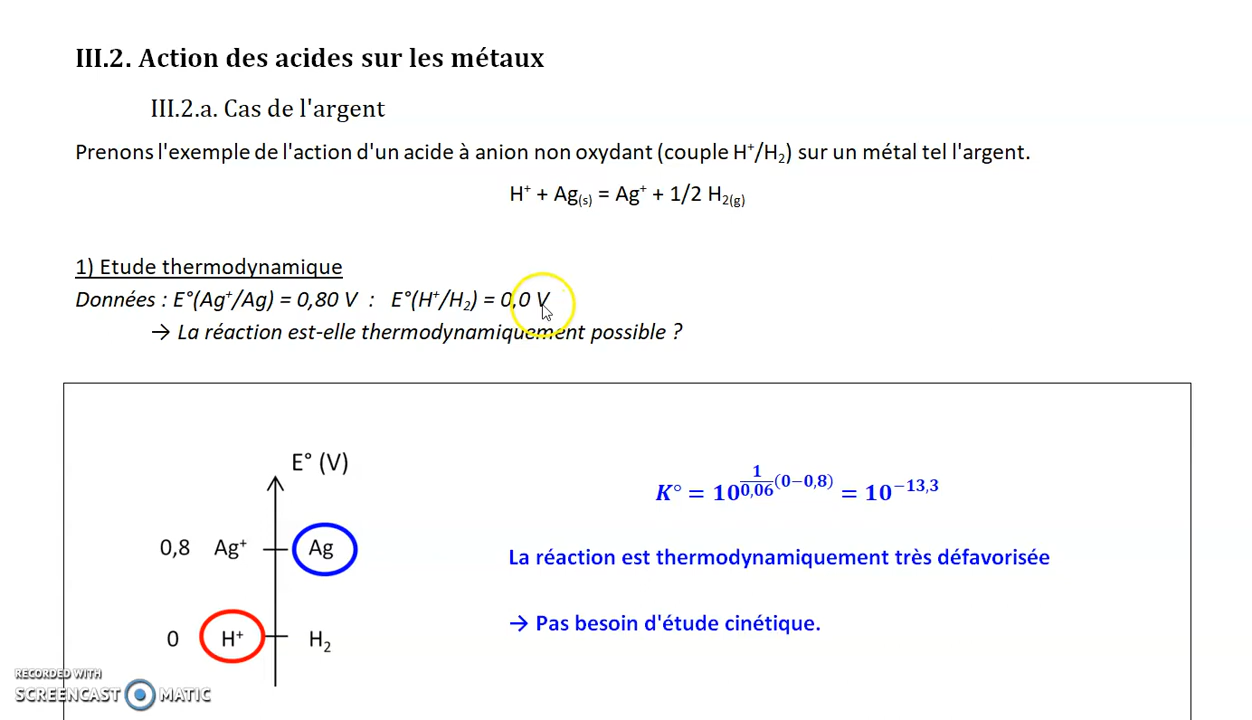 III.2. Action des acides sur les métaux
III.2.a. Cas de l'argent
Prenons l'exemple de l'action d'un acide à anion non oxydant (couple H⁺/H₂) sur un métal tel l'argent.
H⁺ + Ag₍ₛ₎ = Ag⁺ + 1/2 H₂(g)
1) Etude thermodynamique
Données : E°(Ag⁺/Ag) = 0,80 V : E°(H⁺/H₂) = 0,0 V
→ La réaction est-elle thermodynamiquement possible ?
E° (V)
K° = 10^(1/0,06 (0−0,8)) = 10^(−13,3)
0,8 Ag⁺ Ag
La réaction est thermodynamiquement très défavorisée
→ Pas besoin d'étude cinétique.
0 H⁺ H₂
RECORDED WITH
SCREENCAST MATIC